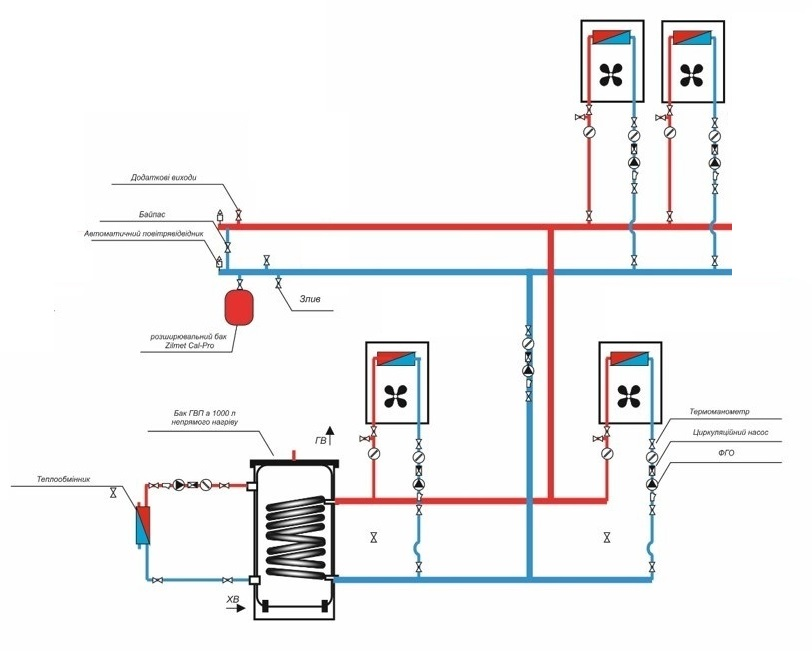 Додаткові виходи
Байпас
Автоматичний повітрявідвідник
Злив
розширювальний бак
Zilmet Cal-Pro
Бак ГВП а 1000 л
непрямого нагріву
ГВ
Термоманометр
Циркуляційний насос
ФГО
Теплообмінник
ХВ